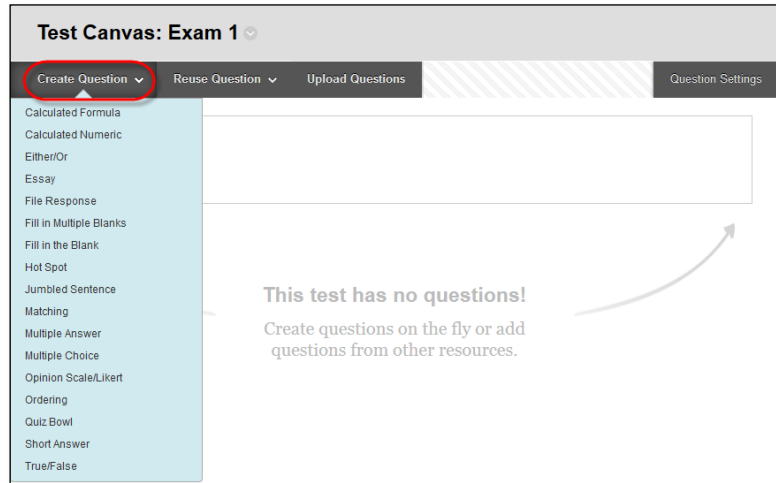 Test Canvas: Exam 1
Create Question
Reuse Question
Upload Questions
Question Settings
Calculated Formula
Calculated Numeric
Either/Or
Essay
File Response
Fill in Multiple Blanks
Fill in the Blank
Hot Spot
Jumbled Sentence
Matching
Multiple Answer
Multiple Choice
Opinion Scale/Likert
Ordering
Quiz Bowl
Short Answer
True/False
This test has no questions!
Create questions on the fly or add
questions from other resources.